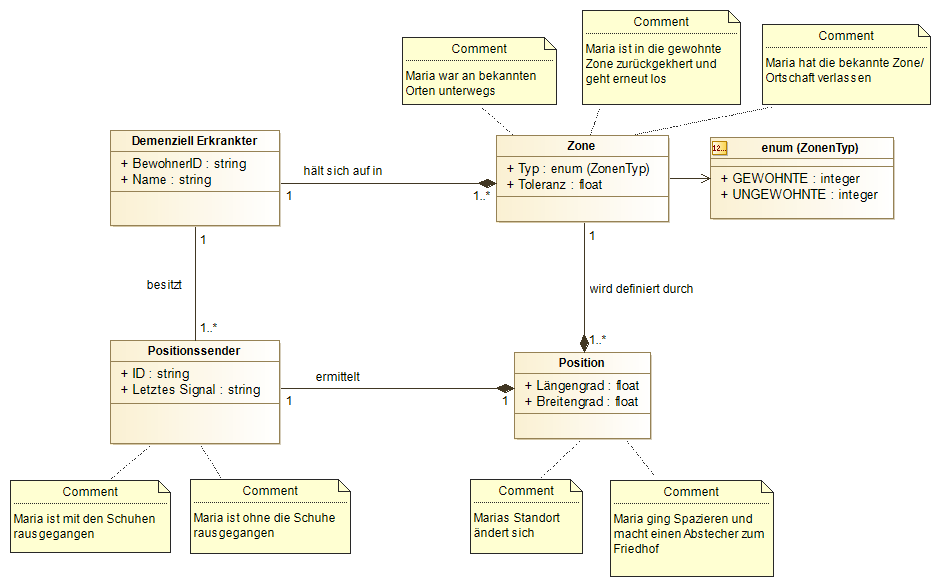 Comment
Maria war an bekannten
Orten unterwegs
Comment
Maria ist in die gewohnte
Zone zurückgekhert und
geht erneut los
Comment
Maria hat die bekannte Zone/
Ortschaft verlassen
Demenziell Erkrankter
+ BewohnerID : string
+ Name : string
hält sich auf in
1
1..*
Zone
+ Typ : enum (ZonenTyp)
+ Toleranz : float
12...
enum (ZonenTyp)
+ GEWOHNTE : integer
+ UNGEWOHNTE : integer
1
besitzt
1..*
1
wird definiert durch
1..*
Positionssender
+ ID : string
+ Letztes Signal : string
ermittelt
1
1
Position
+ Längengrad : float
+ Breitengrad : float
Comment
Maria ist mit den Schuhen
rausgegangen
Comment
Maria ist ohne die Schuhe
rausgegangen
Comment
Marias Standort
ändert sich
Comment
Maria ging Spazieren und
macht einen Abstecher zum
Friedhof